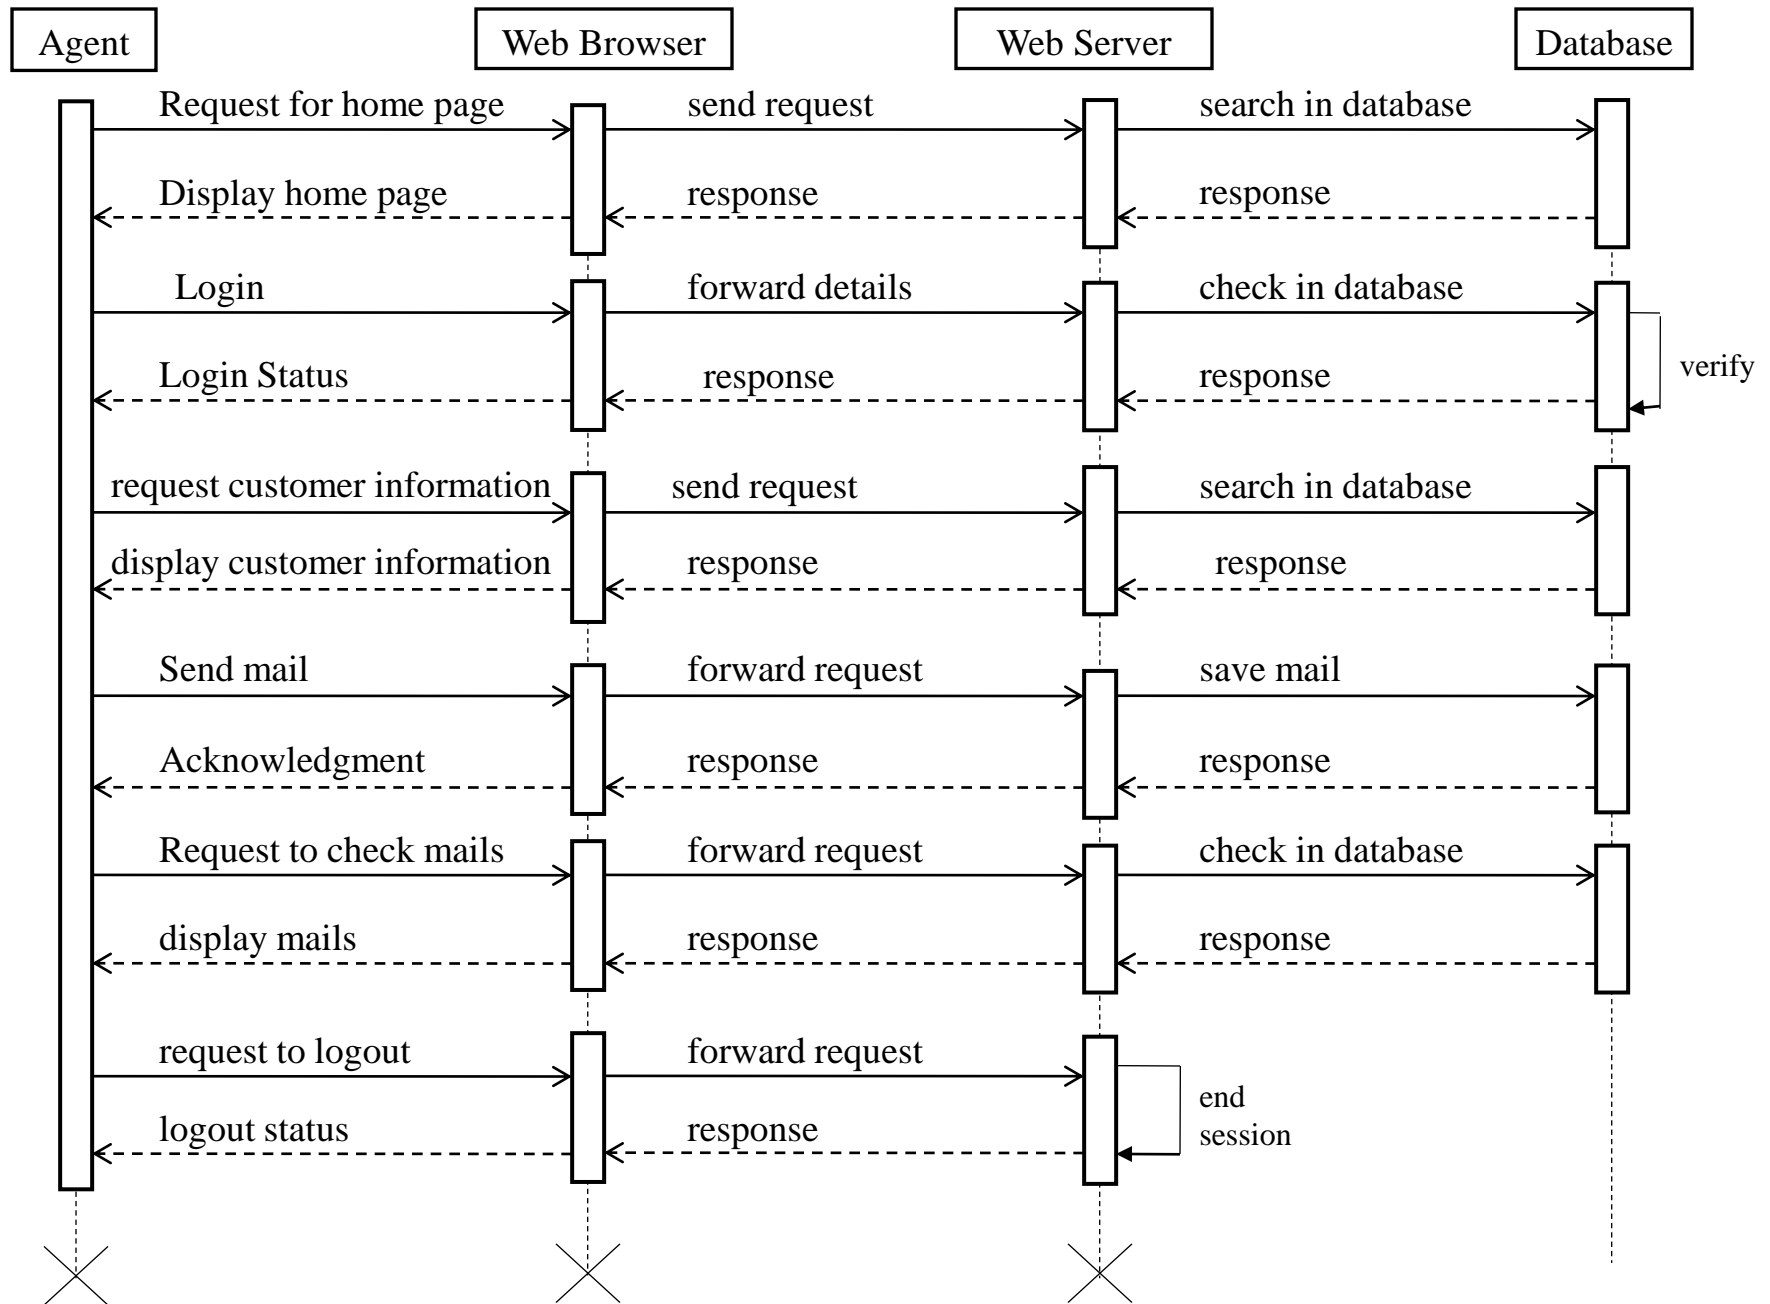 Agent
Web Browser
Web Server
Database
Request for home page
send request
search in database
Display home page
response
response
Login
forward details
check in database
verify
Login Status
response
response
request customer information
send request
search in database
display customer information
response
response
Send mail
forward request
save mail
Acknowledgment
response
response
Request to check mails
forward request
check in database
display mails
response
response
request to logout
forward request
end
session
logout status
response